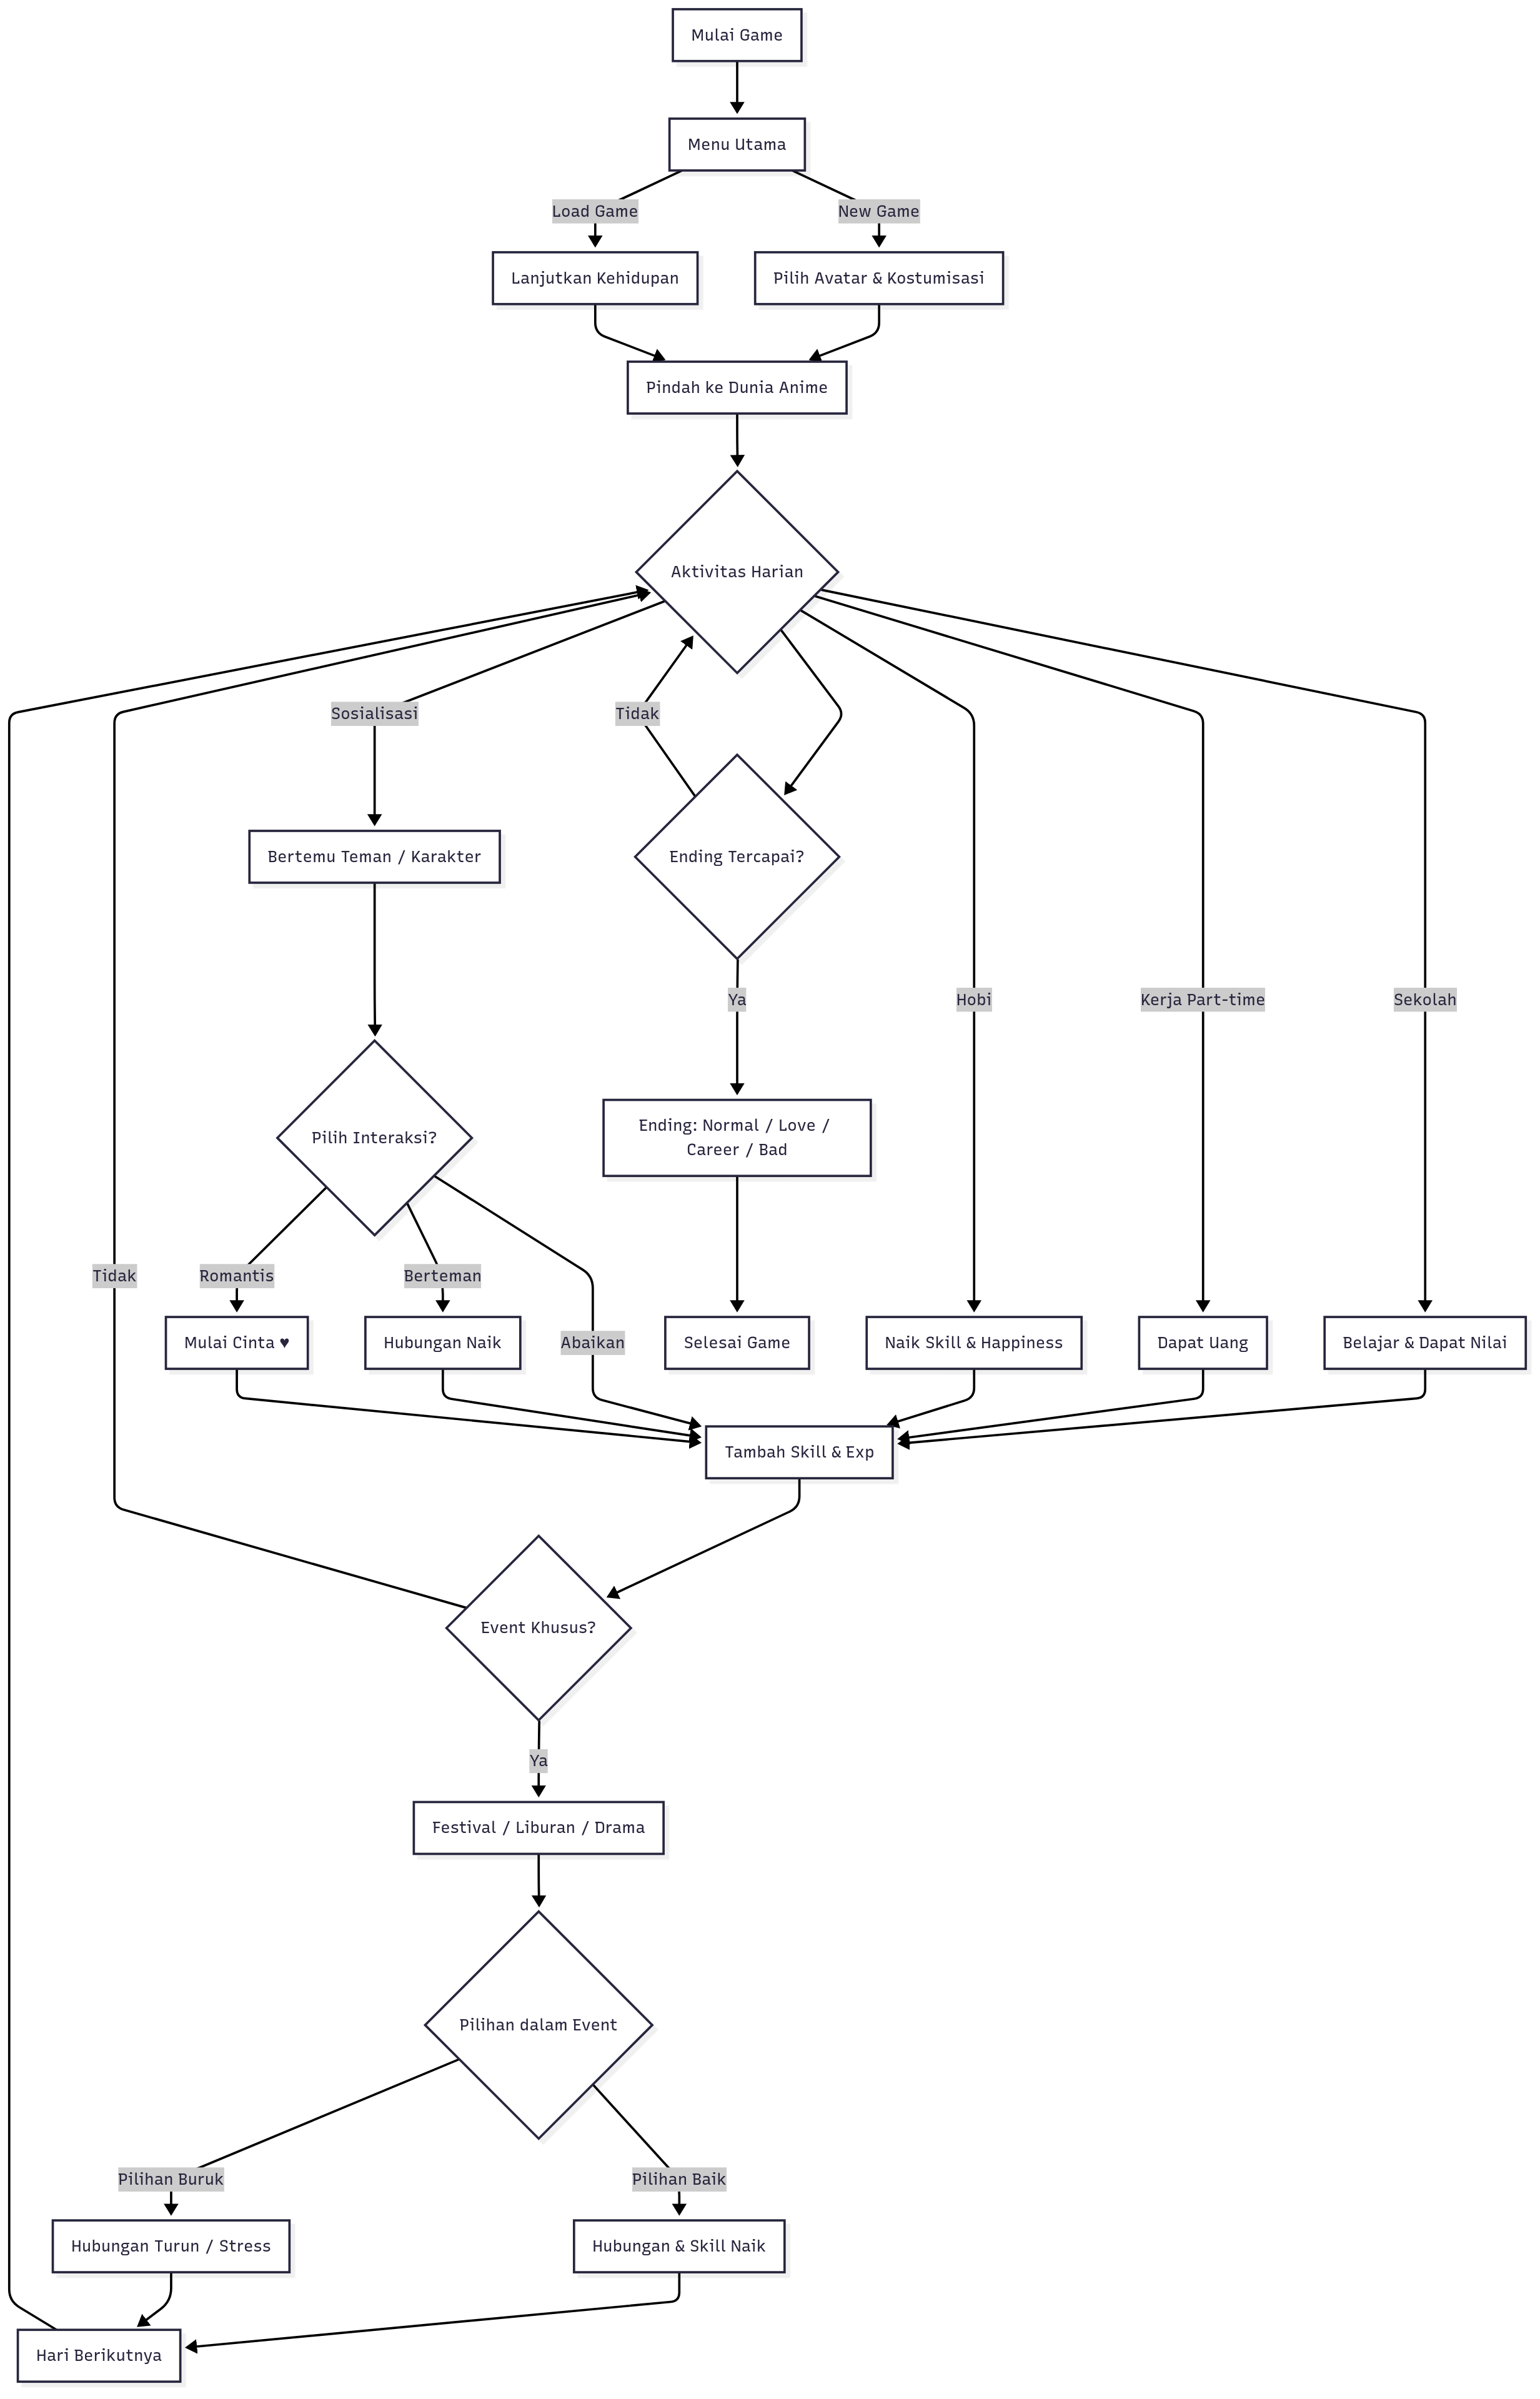 Mulai Game
Menu Utama
Load Game
New Game
Lanjutkan Kehidupan
Pilih Avatar & Kostumisasi
Pindah ke Dunia Anime
Aktivitas Harian
Sosialisasi
Tidak
Bertemu Teman / Karakter
Ending Tercapai?
Ya
Hobi
Kerja Part-time
Sekolah
Pilih Interaksi?
Ending: Normal / Love /
Career / Bad
Tidak
Romantis
Berteman
Abaikan
Mulai Cinta ♥
Hubungan Naik
Selesai Game
Naik Skill & Happiness
Dapat Uang
Belajar & Dapat Nilai
Tambah Skill & Exp
Event Khusus?
Ya
Festival / Liburan / Drama
Pilihan dalam Event
Pilihan Buruk
Pilihan Baik
Hubungan Turun / Stress
Hubungan & Skill Naik
Hari Berikutnya